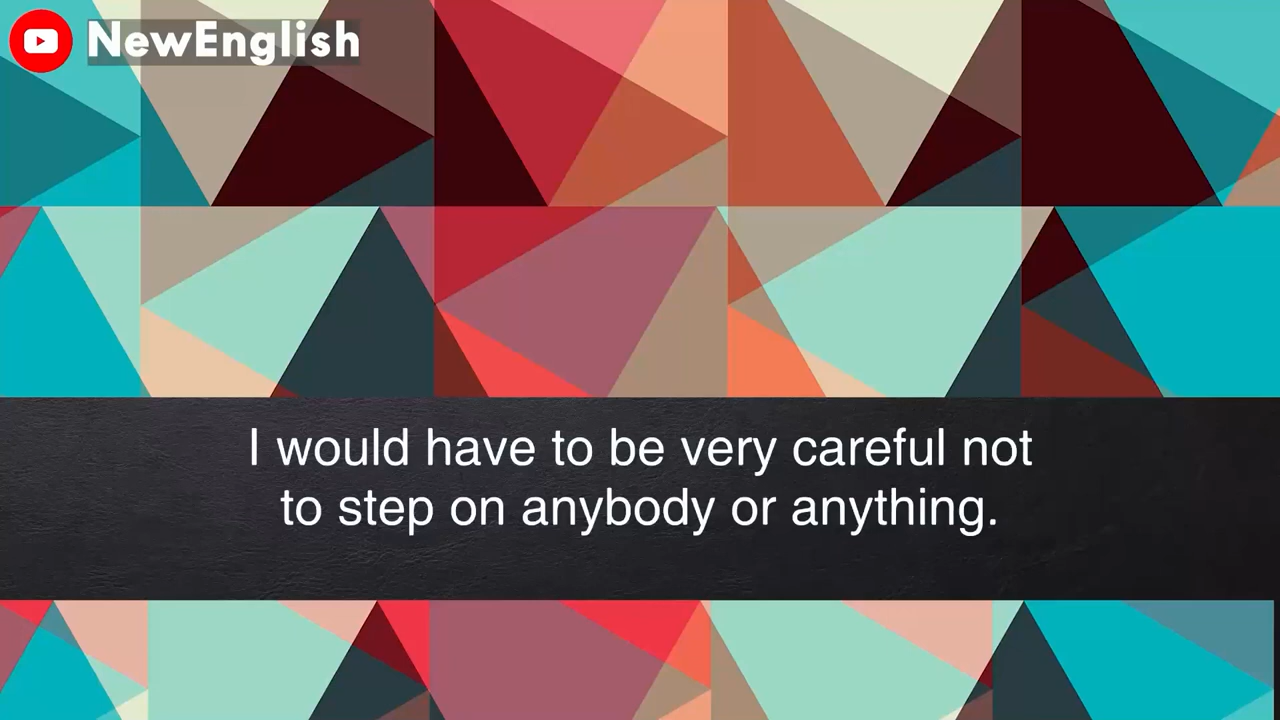 NewEnglish
I would have to be very careful not
to step on anybody or anything.